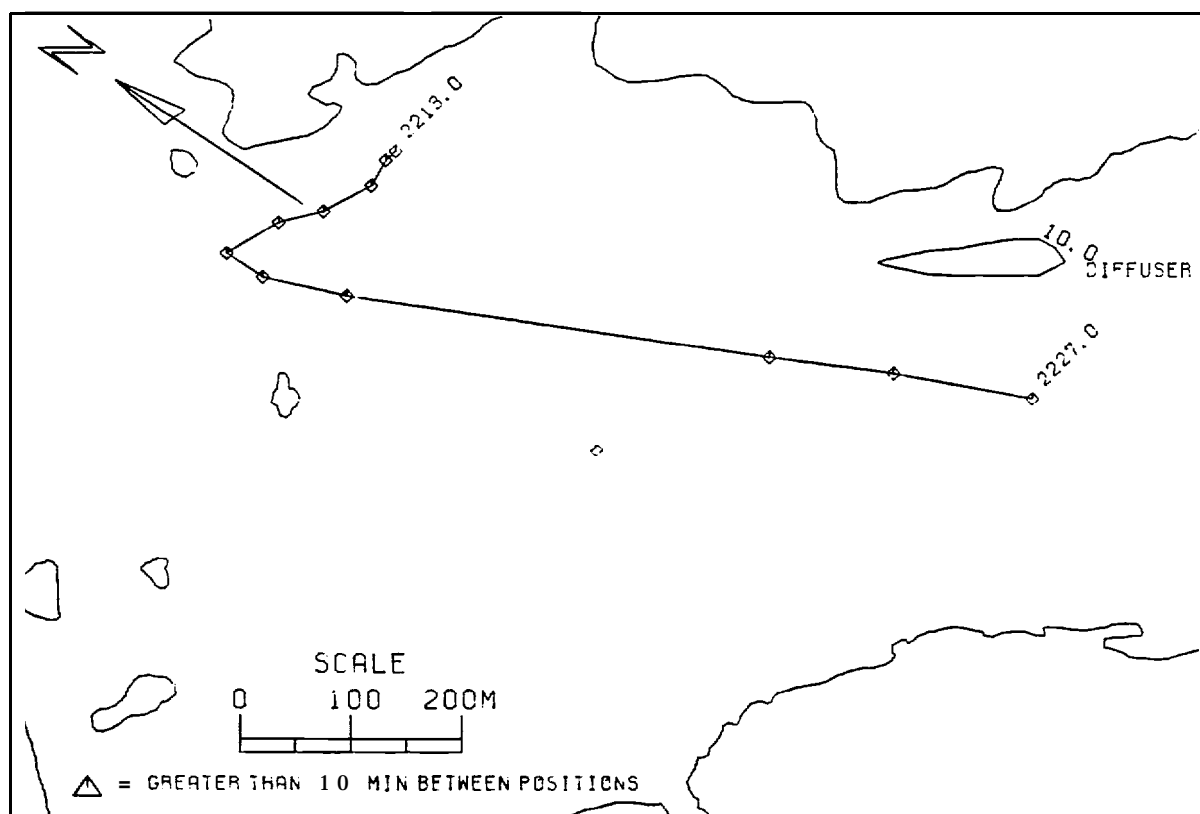 N
2213.0
10.0
DIFFUSER
2227.0
SCALE
0 100 200M
= GREATER THAN 10 MIN BETWEEN POSITIONS